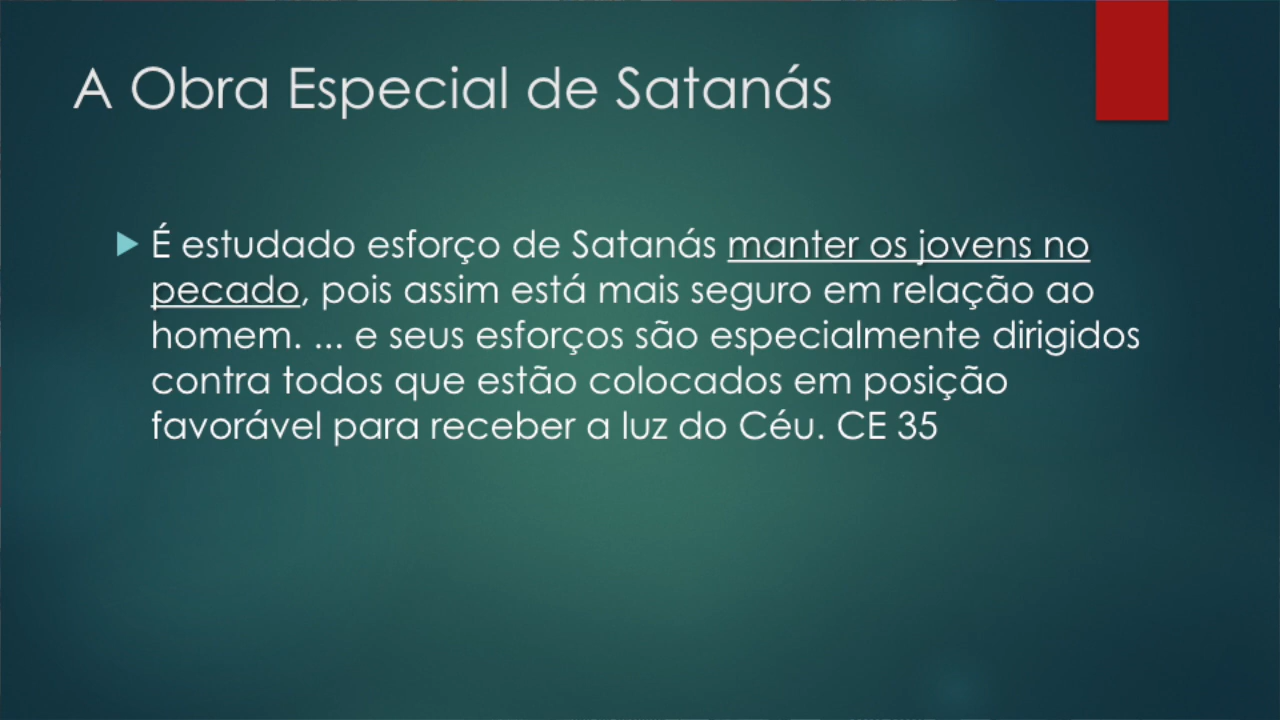 A Obra Especial de Satanás
É estudado esforço de Satanás manter os jovens no
pecado, pois assim está mais seguro em relação ao
homem. ... e seus esforços são especialmente dirigidos
contra todos que estão colocados em posição
favorável para receber a luz do Céu. CE 35